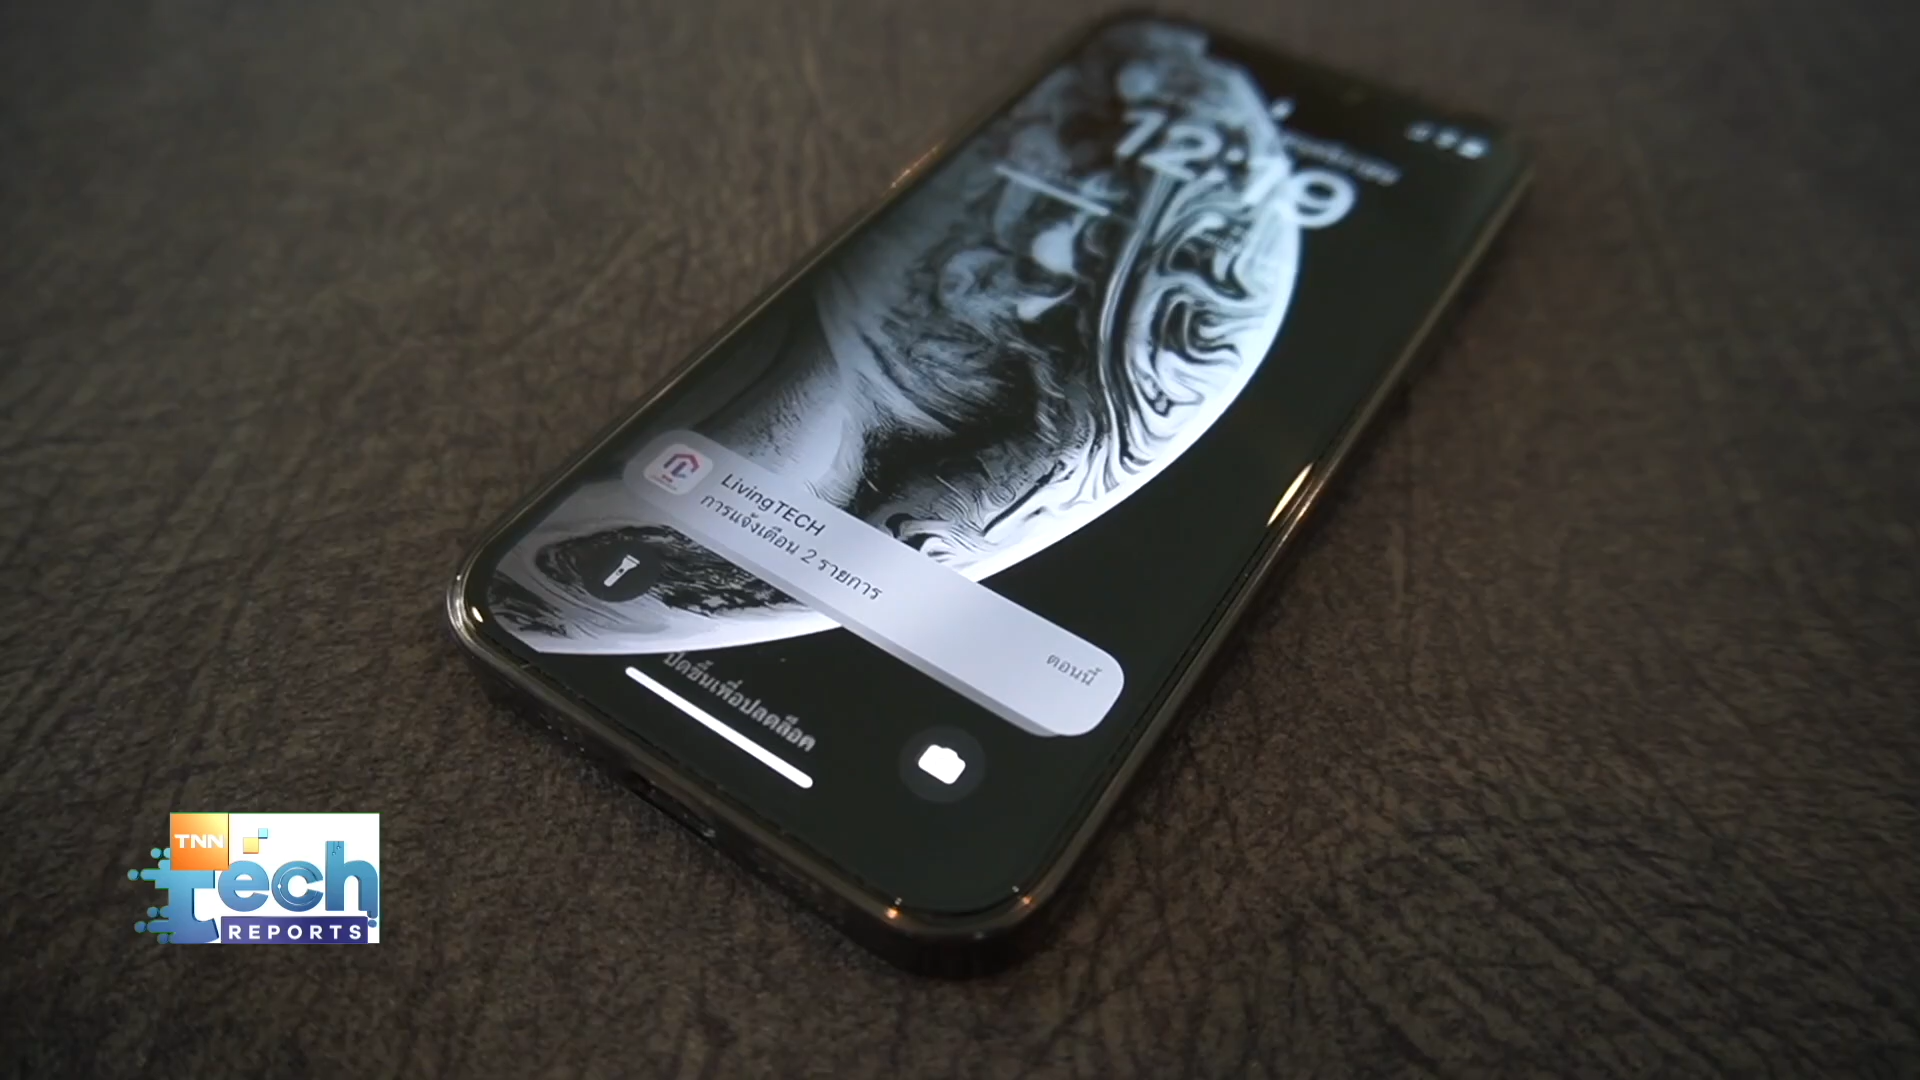 12:19
LivingTECH
การแจ้งเตือน 2 รายการ
ตอนนี้
ปัดขึ้นเพื่อปลดล็อค
TNN
tech
REPORTS